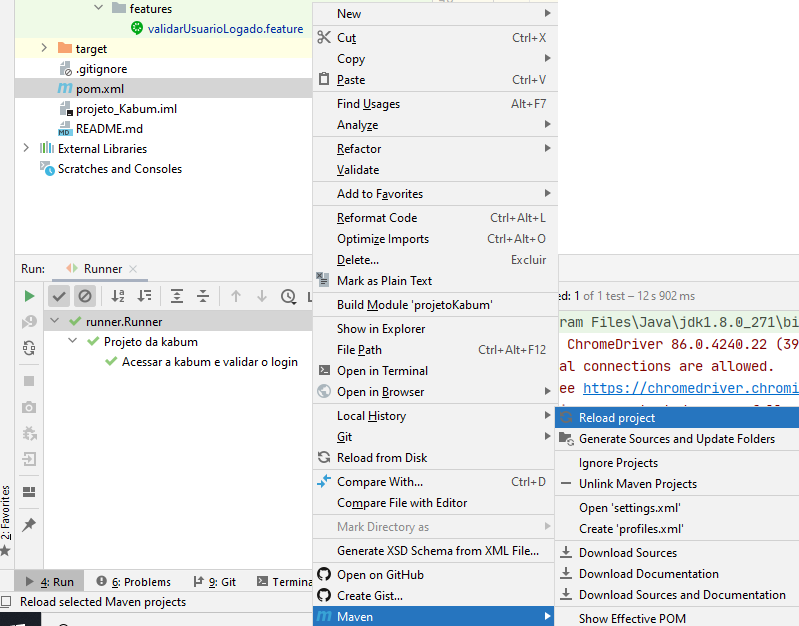 features
validarUsuarioLogado.feature
target
.gitignore
pom.xml
projeto_Kabum.iml
README.md
External Libraries
Scratches and Consoles
New
Cut Ctrl+X
Copy
Paste Ctrl+V
Find Usages Alt+F7
Analyze
Refactor
Validate
Add to Favorites
Reformat Code Ctrl+Alt+L
Optimize Imports Ctrl+Alt+O
Delete... Excluir
Mark as Plain Text
Build Module 'projetoKabum'
Show in Explorer
File Path Ctrl+Alt+F12
Open in Terminal
Open in Browser
Local History
Git
Reload from Disk
Compare With... Ctrl+D
Compare File with Editor
Mark Directory as
Generate XSD Schema from XML File...
Open on GitHub
Create Gist...
Maven
Reload project
Generate Sources and Update Folders
Ignore Projects
Unlink Maven Projects
Open 'settings.xml'
Create 'profiles.xml'
Download Sources
Download Documentation
Download Sources and Documentation
Show Effective POM
Run: Runner
runner.Runner
Projeto da kabum
Acessar a kabum e validar o login
ed: 1 of 1 test – 12 s 902 ms
ram Files\Java\jdk1.8.0_271\bi
ChromeDriver 86.0.4240.22 (39
al connections are allowed.
ee https://chromedriver.chromi
2: Favorites
4: Run 6: Problems 9: Git Termina
Reload selected Maven projects